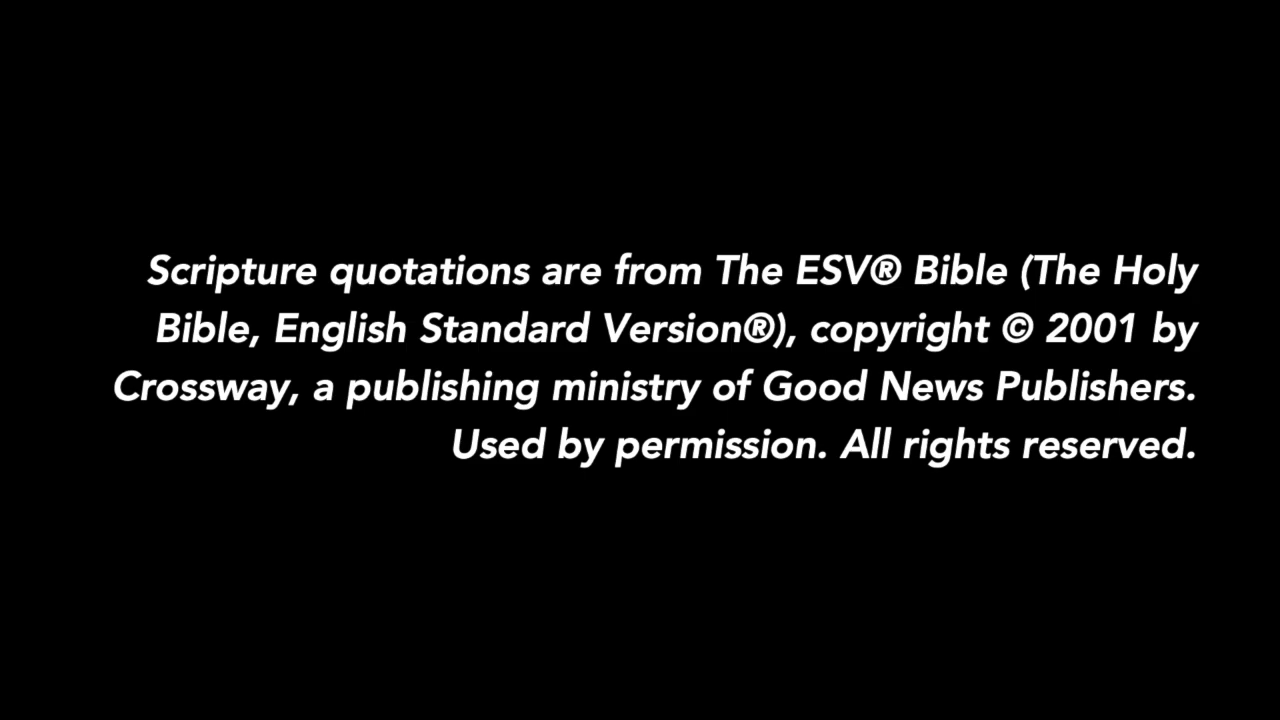 Scripture quotations are from The ESV® Bible (The Holy
Bible, English Standard Version®), copyright © 2001 by
Crossway, a publishing ministry of Good News Publishers.
Used by permission. All rights reserved.